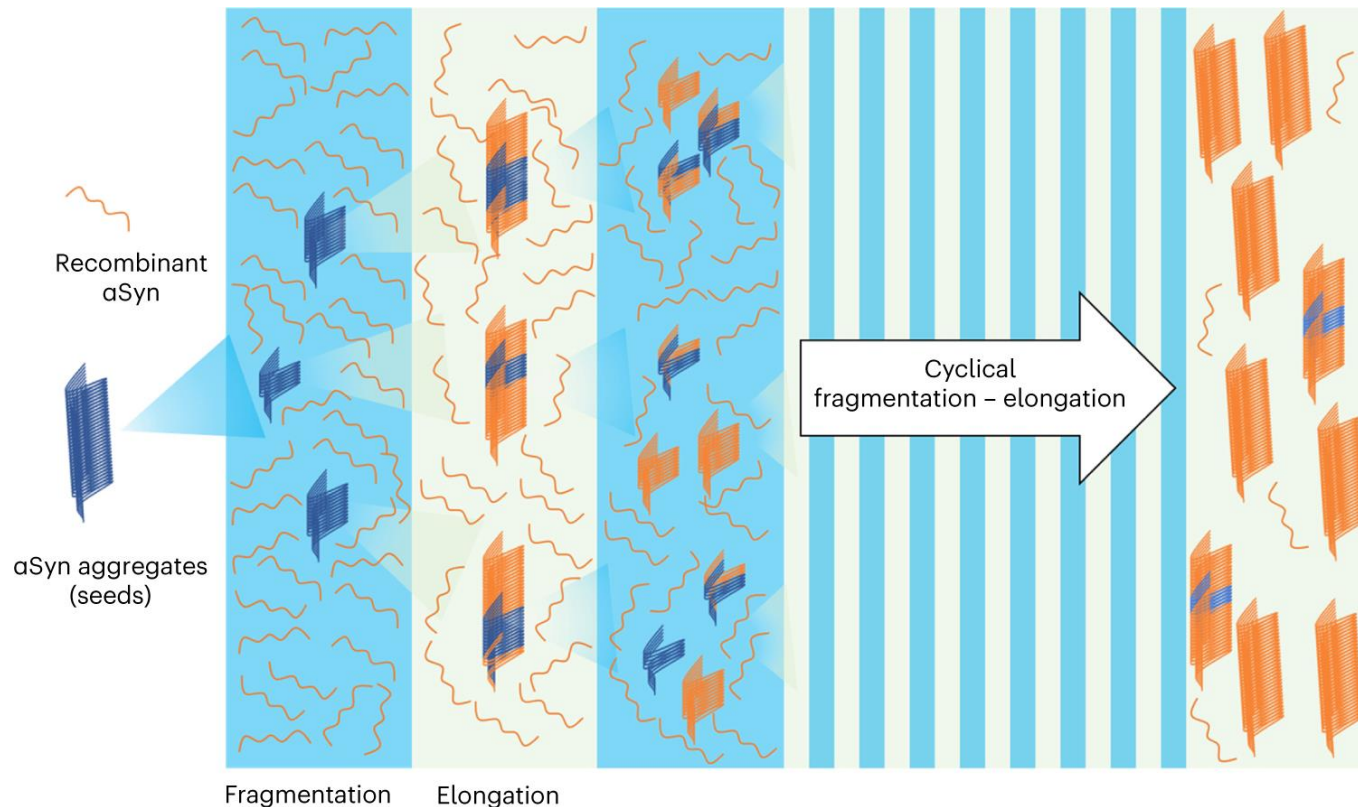 Recombinant
αSyn
αSyn aggregates
(seeds)
Cyclical
fragmentation – elongation
Fragmentation
Elongation